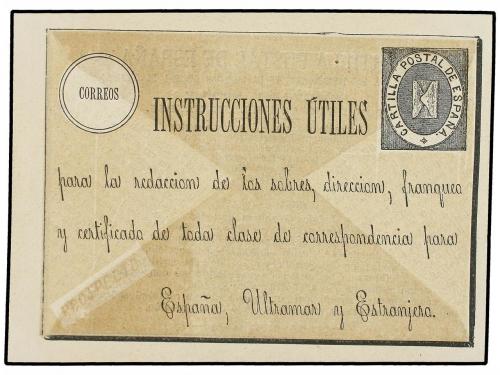 CORREOS
INSTRUCCIONES ÚTILES
CARTILLA POSTAL DE ESPAÑA.
para la redaccion de los sobres, direccion, franqueo
y certificado de toda clase de correspondencia para
España, Ultramar y Estranjero.
PROSPECTO